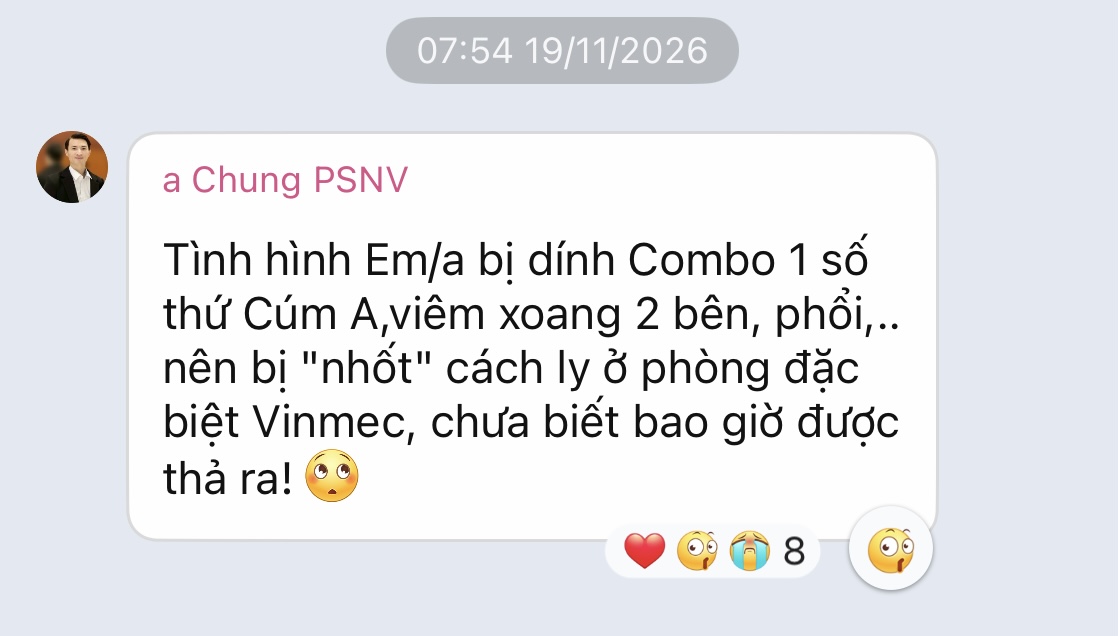 07:54 19/11/2026
a Chung PSNV
Tình hình Em/a bị dính Combo 1 số
thứ Cúm A,viêm xoang 2 bên, phổi,..
nên bị "nhốt" cách ly ở phòng đặc
biệt Vinmec, chưa biết bao giờ được
thả ra! 🙄
8